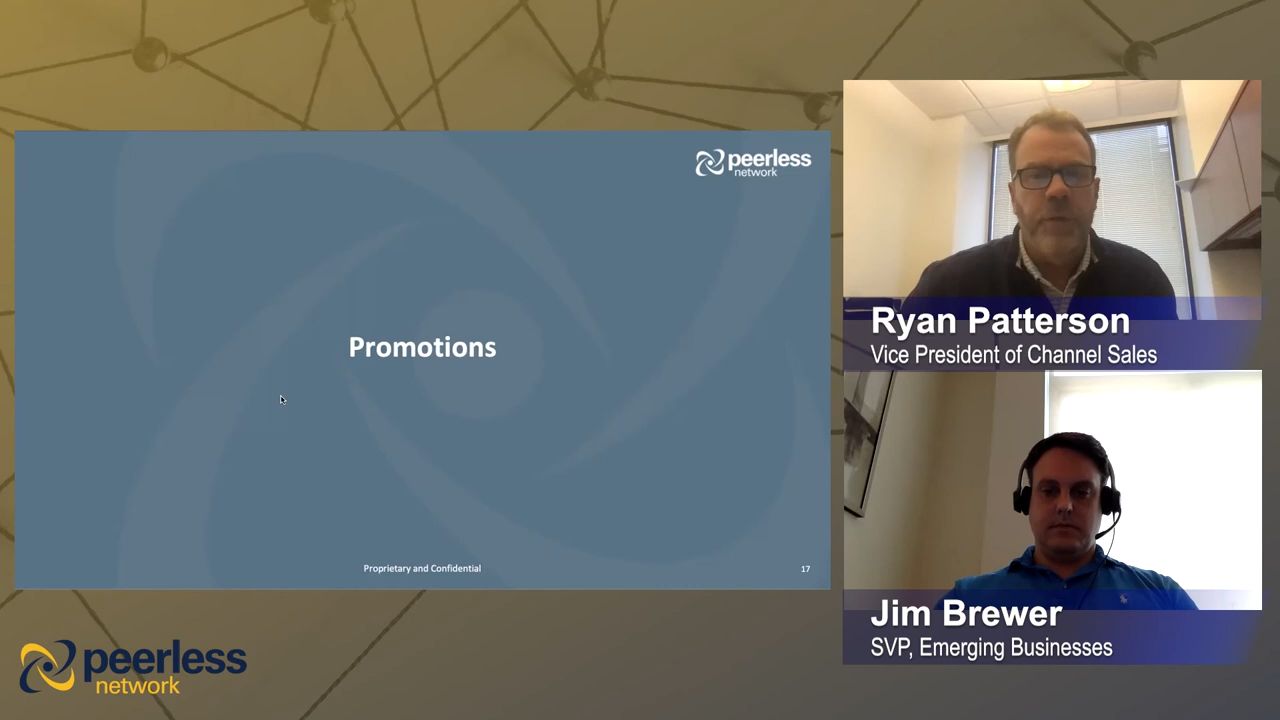 peerless
network
Promotions
Proprietary and Confidential
17
Ryan Patterson
Vice President of Channel Sales
Jim Brewer
SVP, Emerging Businesses
peerless
network